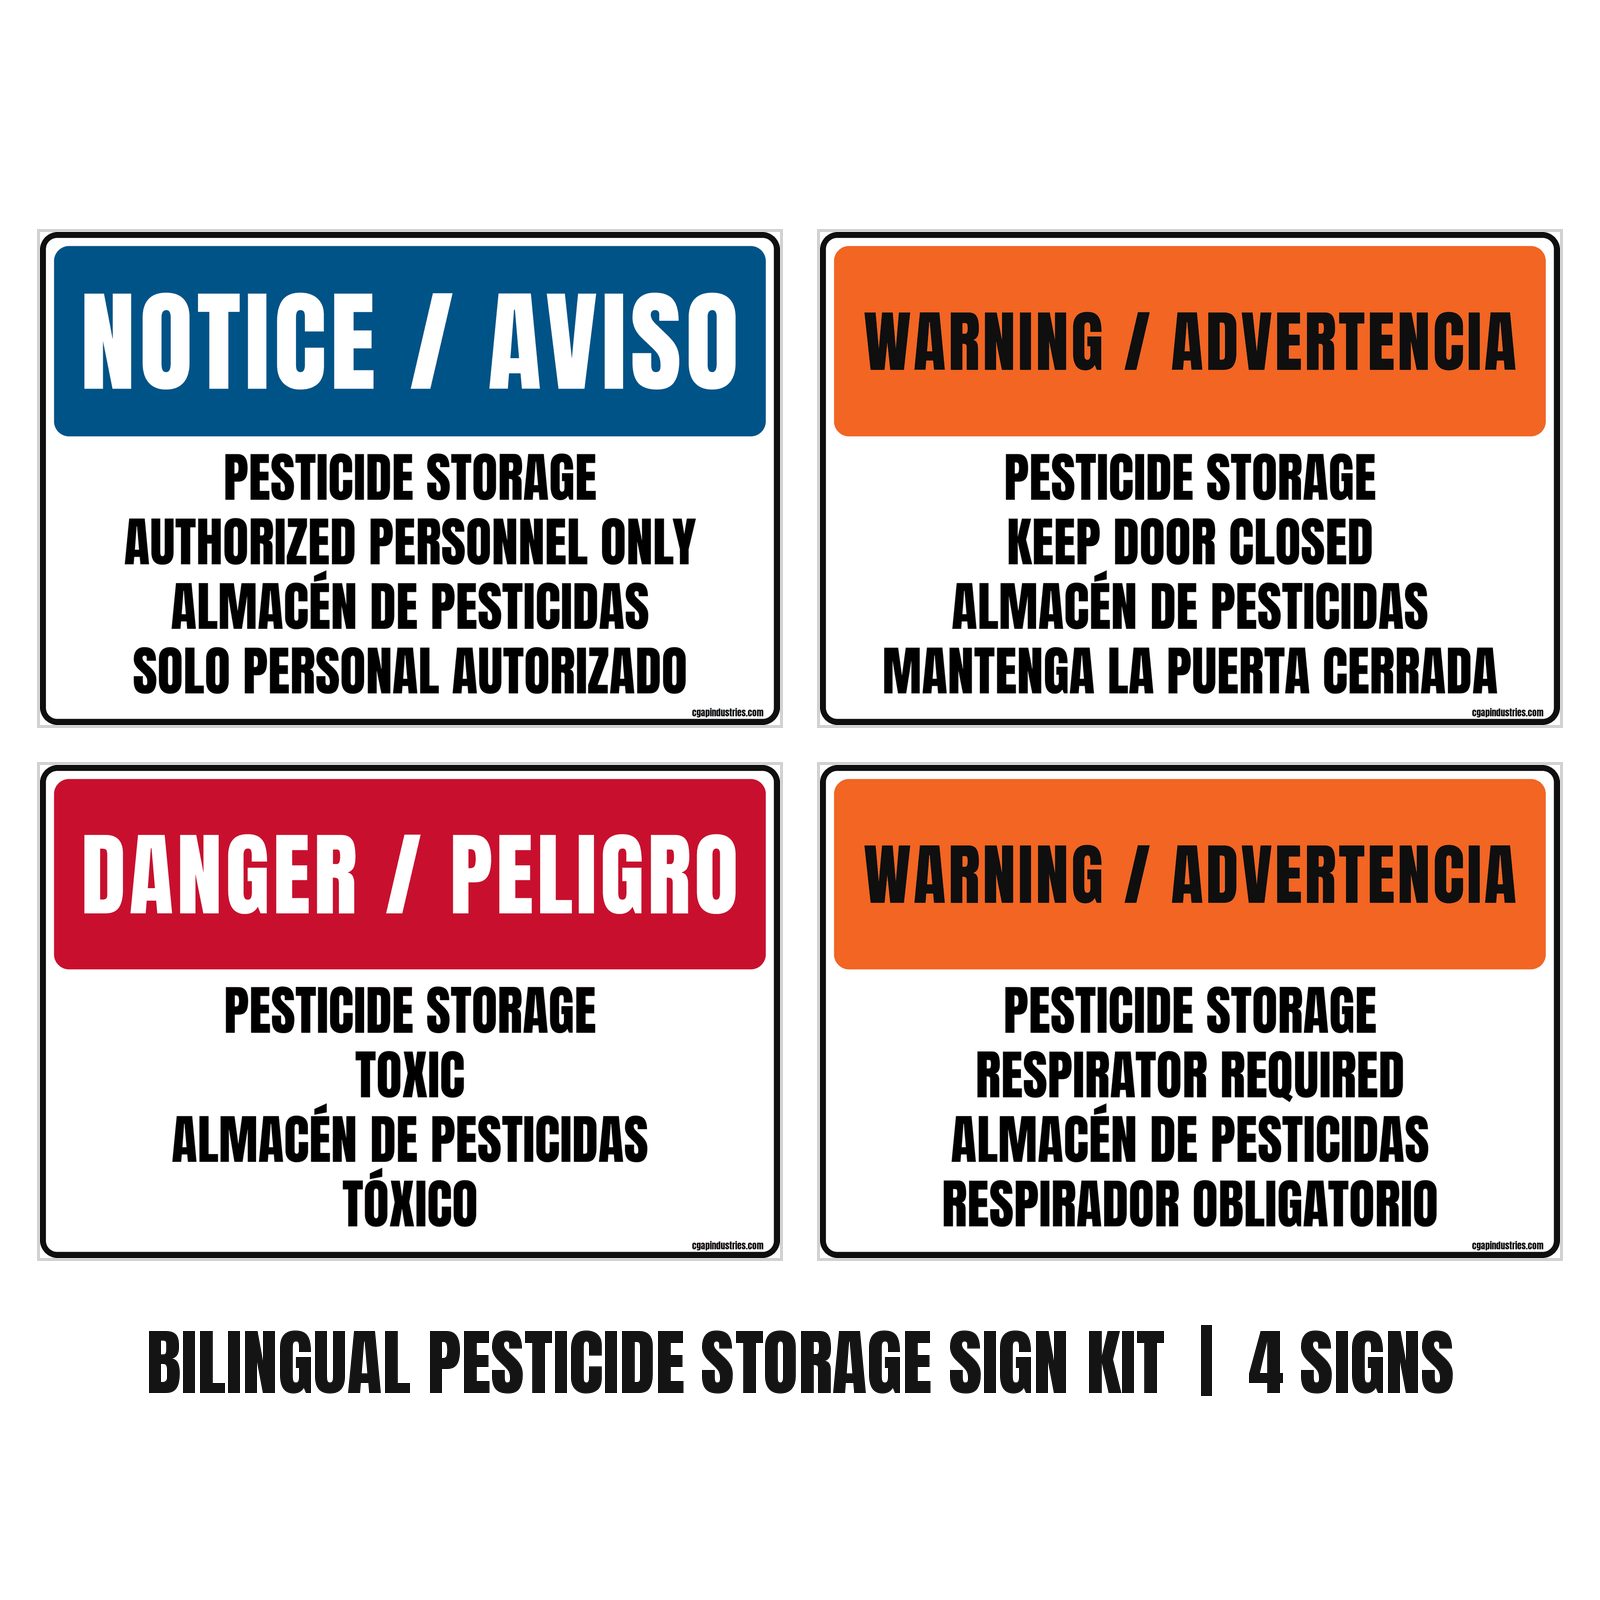 NOTICE / AVISO
PESTICIDE STORAGE
AUTHORIZED PERSONNEL ONLY
ALMACÉN DE PESTICIDAS
SOLO PERSONAL AUTORIZADO
cgapindustries.com
WARNING / ADVERTENCIA
PESTICIDE STORAGE
KEEP DOOR CLOSED
ALMACÉN DE PESTICIDAS
MANTENGA LA PUERTA CERRADA
cgapindustries.com
DANGER / PELIGRO
PESTICIDE STORAGE
TOXIC
ALMACÉN DE PESTICIDAS
TÓXICO
cgapindustries.com
WARNING / ADVERTENCIA
PESTICIDE STORAGE
RESPIRATOR REQUIRED
ALMACÉN DE PESTICIDAS
RESPIRADOR OBLIGATORIO
cgapindustries.com
BILINGUAL PESTICIDE STORAGE SIGN KIT | 4 SIGNS